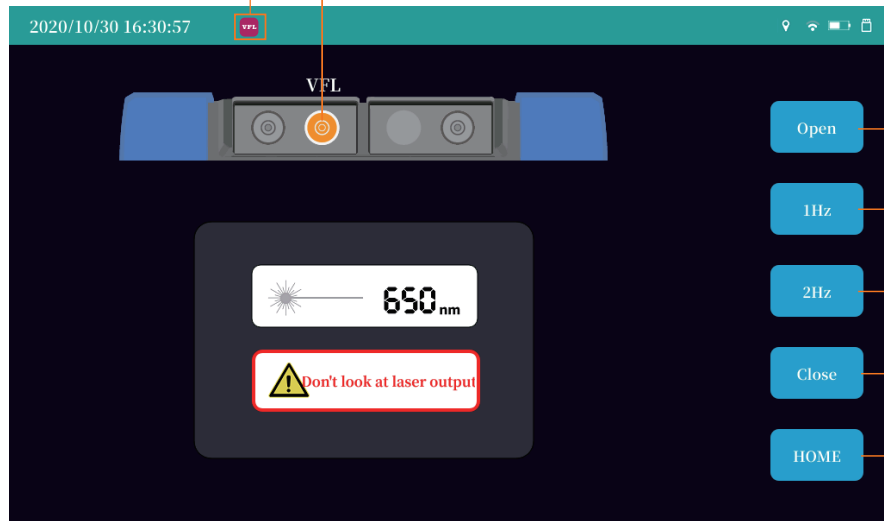 2020/10/30 16:30:57
VFL
VFL
Open
1Hz
2Hz
650nm
Don't look at laser output
Close
HOME